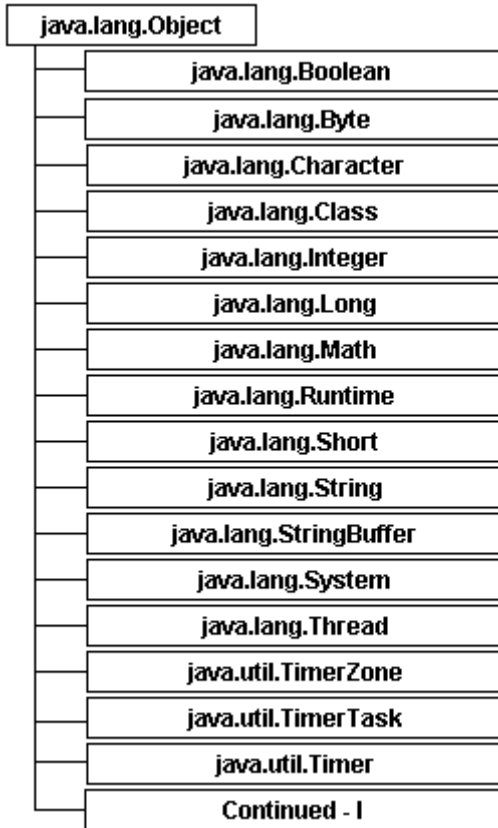 java.lang.Object
java.lang.Boolean
java.lang.Byte
java.lang.Character
java.lang.Class
java.lang.Integer
java.lang.Long
java.lang.Math
java.lang.Runtime
java.lang.Short
java.lang.String
java.lang.StringBuffer
java.lang.System
java.lang.Thread
java.util.TimerZone
java.util.TimerTask
java.util.Timer
Continued - I